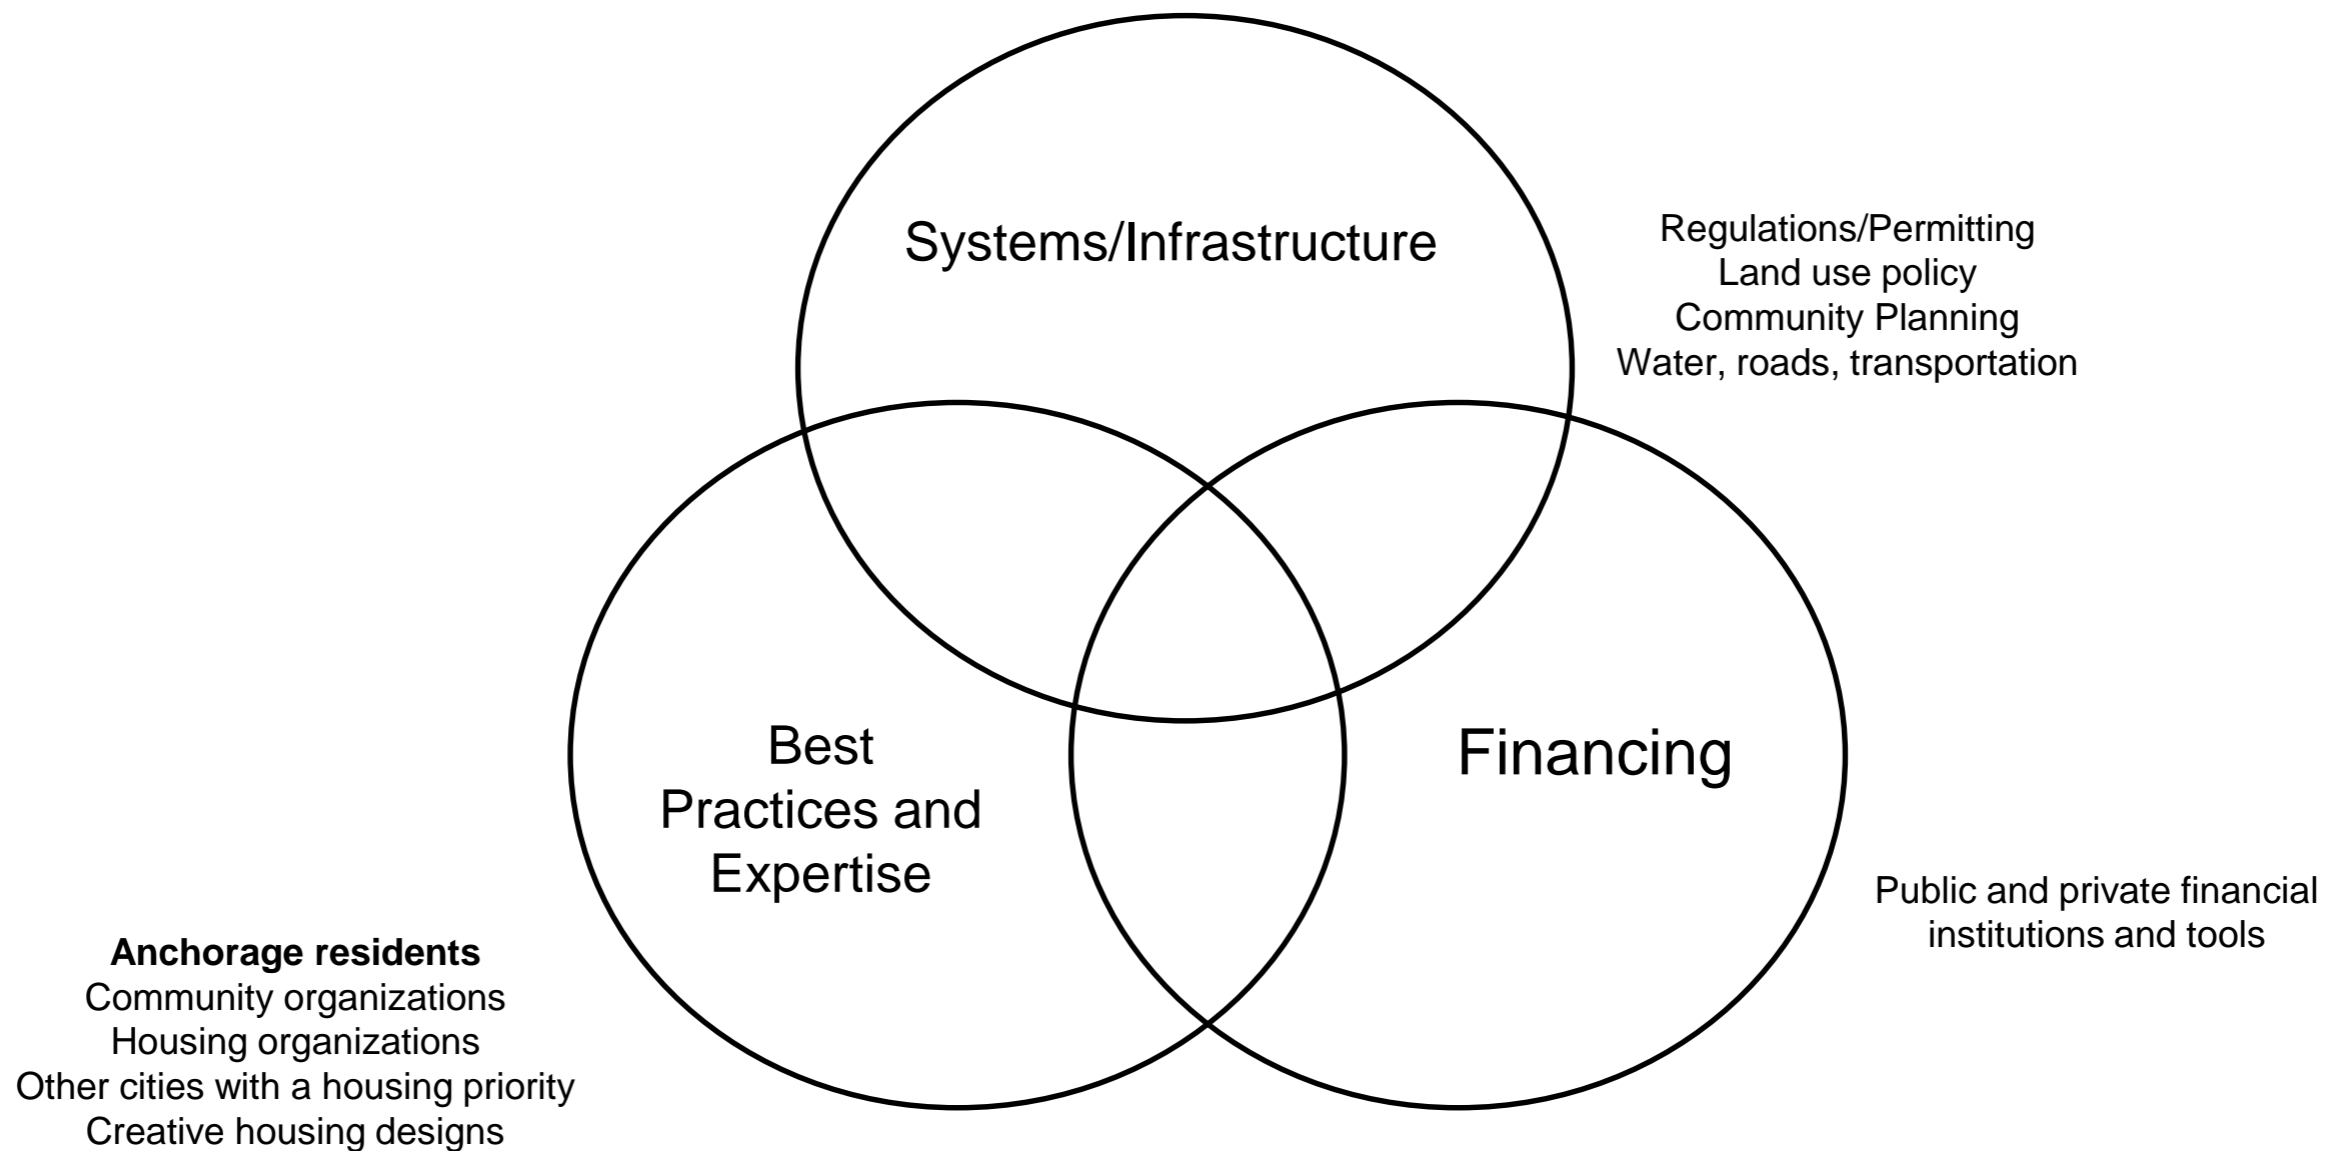 Systems/Infrastructure
Regulations/Permitting
Land use policy
Community Planning
Water, roads, transportation
Best
Practices and
Expertise
Financing
Public and private financial
institutions and tools
Anchorage residents
Community organizations
Housing organizations
Other cities with a housing priority
Creative housing designs